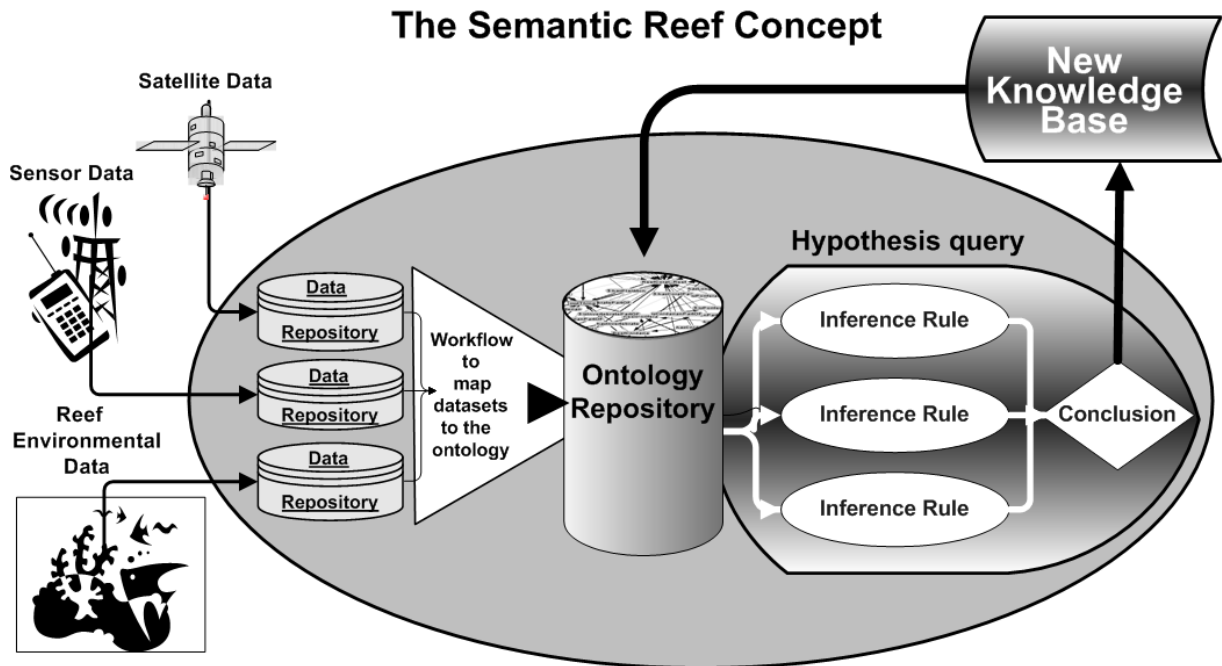 The Semantic Reef Concept
New
Knowledge
Base
Satellite Data
Sensor Data
Reef
Environmental
Data
Data
Repository
Data
Repository
Data
Repository
Workflow
to
map
datasets
to the
ontology
Ontology
Repository
Hypothesis query
Inference Rule
Inference Rule
Inference Rule
Conclusion